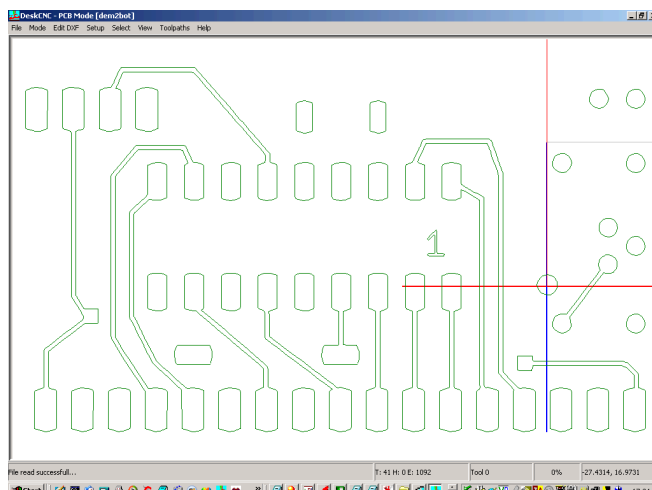 DeskCNC - PCB Mode [dem2bot]
File Mode Edit DXF Setup Select View Toolpaths Help
1
File read successfull... T: 41 H: 0 E: 1092 Tool 0 0% -27.4314, 16.9731
Start